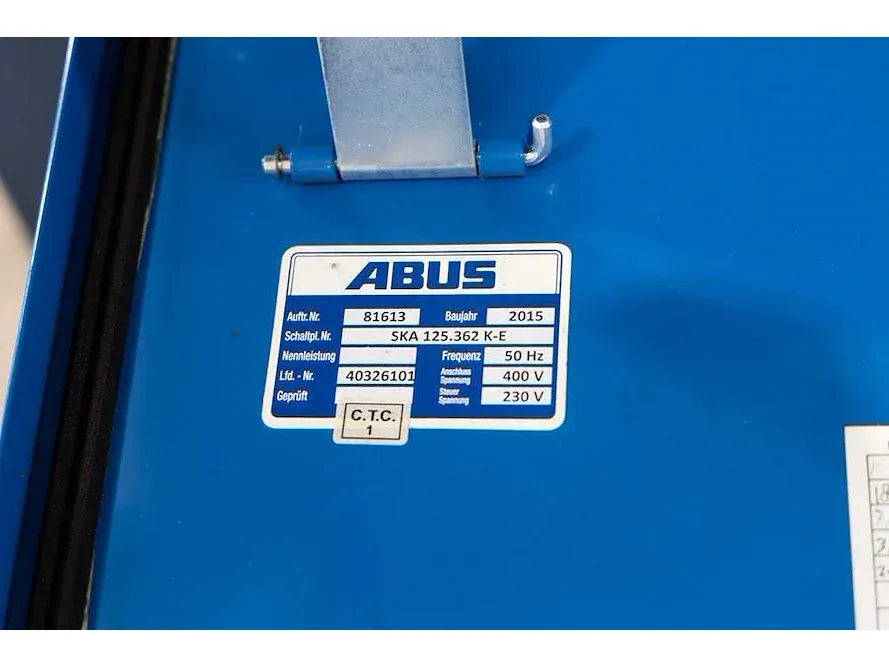 ABUS
Auftr. Nr. 81613 Baujahr 2015
Schaltpl. Nr. SKA 125.362 K-E
Nennleistung Frequenz 50 Hz
Lfd. - Nr. 40326101 Anschluss Spannung 400 V
Geprüft Steuer Spannung 230 V
C.T.C.
1